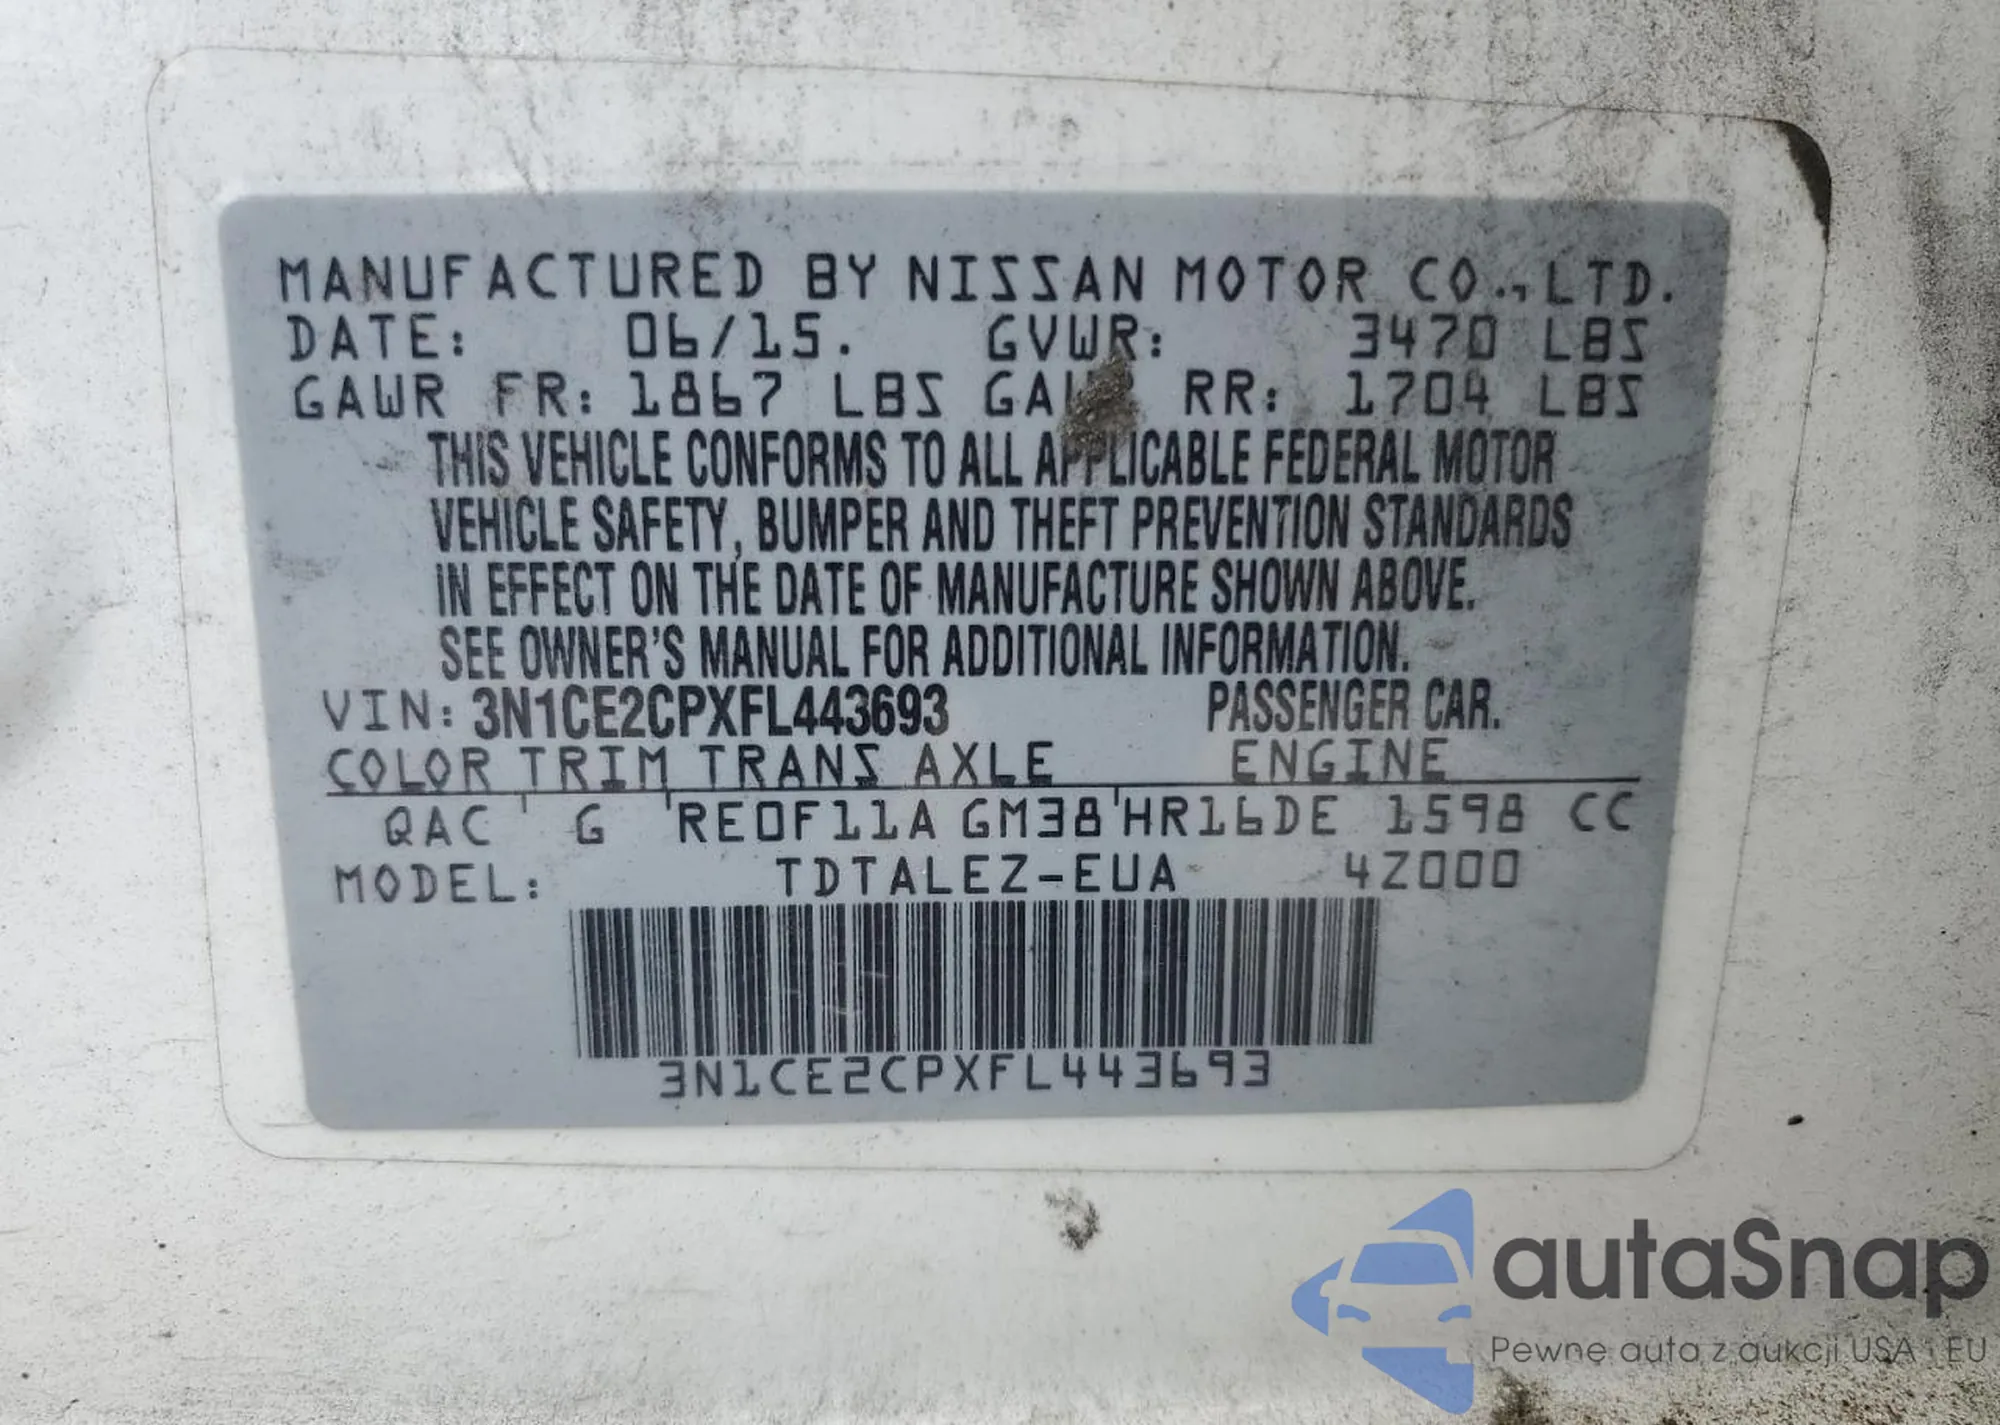 MANUFACTURED BY NISSAN MOTOR CO.,LTD.
DATE: 06/15. GVWR: 3470 LBS
GAWR FR: 1867 LBS RR: 1704 LBS
THIS VEHICLE CONFORMS TO ALL APPLICABLE FEDERAL MOTOR
VEHICLE SAFETY, BUMPER AND THEFT PREVENTION STANDARDS
IN EFFECT ON THE DATE OF MANUFACTURE SHOWN ABOVE.
SEE OWNER'S MANUAL FOR ADDITIONAL INFORMATION.
VIN: 3N1CE2CPXFL443693 PASSENGER CAR.
COLOR TRIM TRANS AXLE ENGINE
QAC G RE0F11A GM38 HR16DE 1598 CC
MODEL: TDTALEZ-EUA 4Z000
3N1CE2CPXFL443693
autaSnap
Pewne auta z aukcji USA i EU